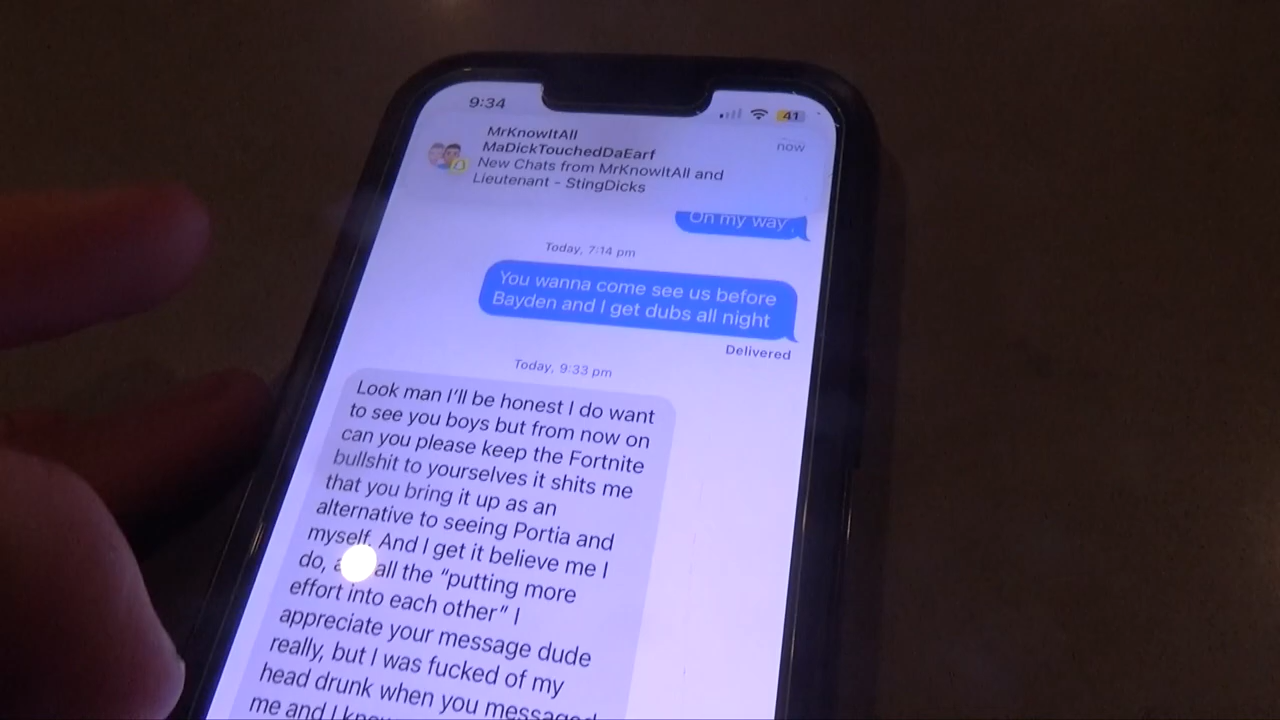 9:34
41
MrKnowItAll
MaDickTouchedDaEarf
now
New Chats from MrKnowItAll and
Lieutenant - StingDicks
On my way
Today, 7:14 pm
You wanna come see us before
Bayden and I get dubs all night
Delivered
Today, 9:33 pm
Look man I'll be honest I do want
to see you boys but from now on
can you please keep the Fortnite
bullshit to yourselves it shits me
that you bring it up as an
alternative to seeing Portia and
myself. And I get it believe me I
do, all the "putting more
effort into each other" I
appreciate your message dude
really, but I was fucked of my
head drunk when you messaged
me and I know